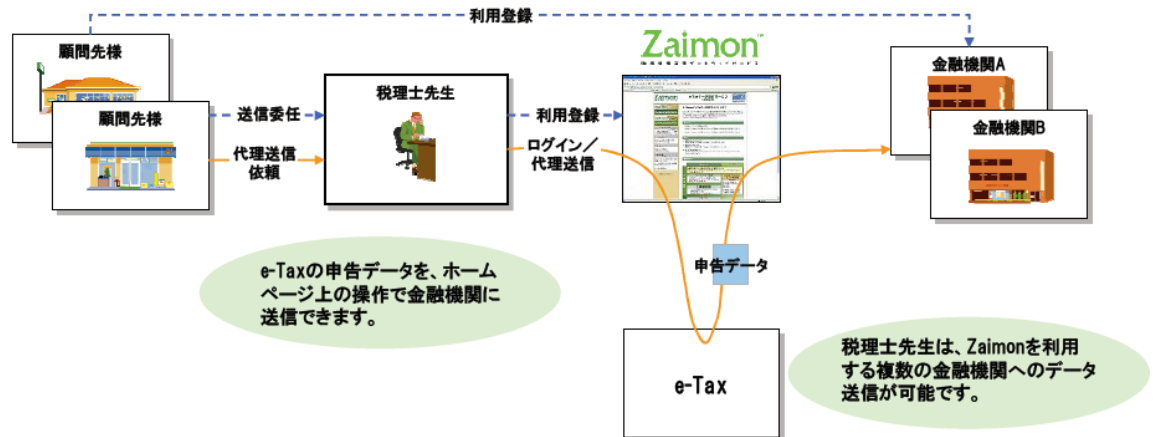 利用登録
顧問先様
顧問先様
送信委任
代理送信
依頼
税理士先生
利用登録
ログイン／
代理送信
Zaimon™
金融機関A
金融機関B
申告データ
e-Taxの申告データを、ホーム
ページ上の操作で金融機関に
送信できます。
e-Tax
税理士先生は、Zaimonを利用
する複数の金融機関へのデータ
送信が可能です。